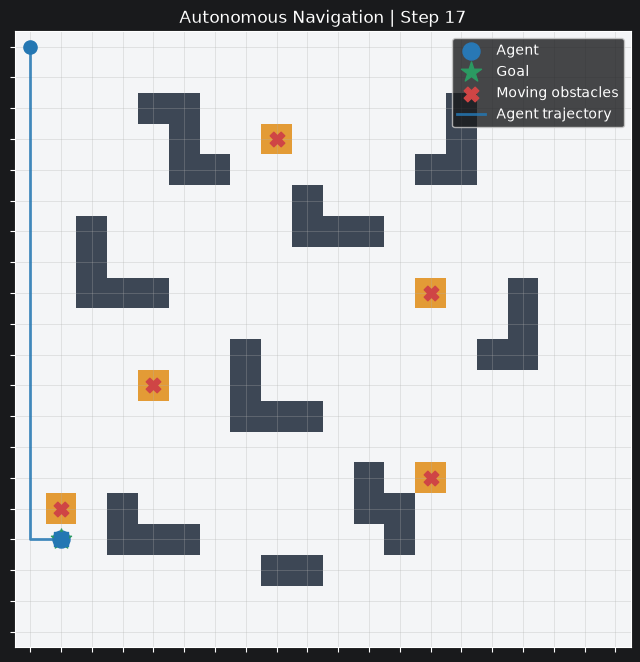 Autonomous Navigation | Step 17
Agent
Goal
Moving obstacles
Agent trajectory